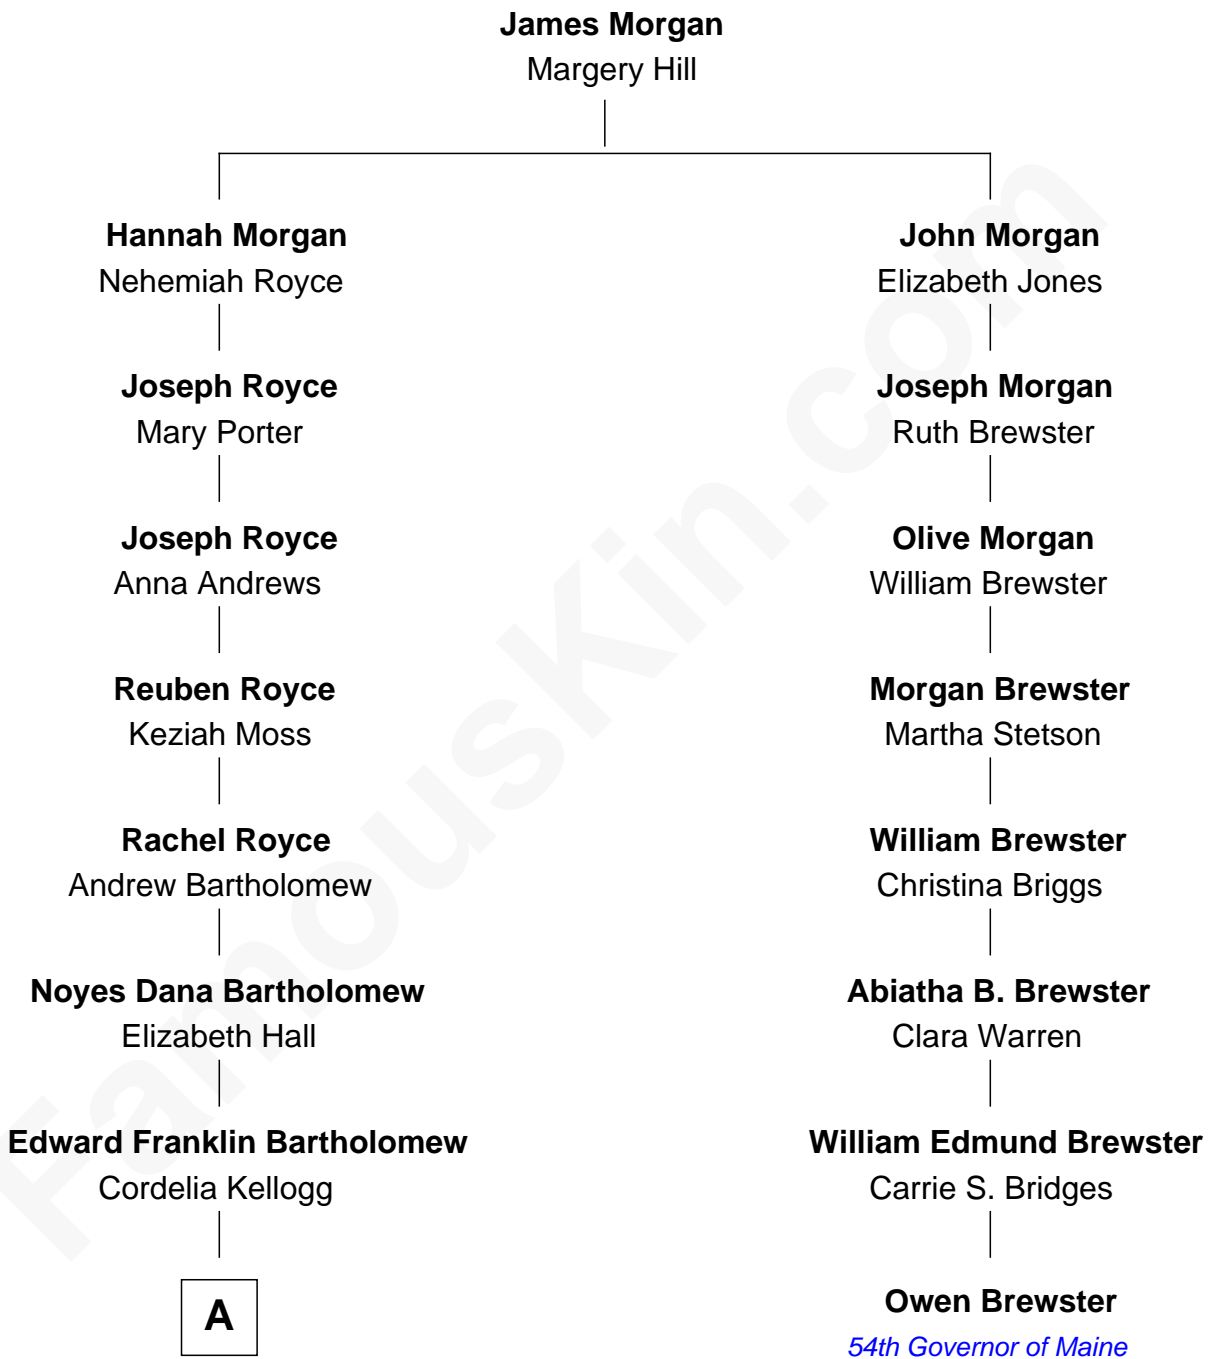 James Morgan
Margery Hill
Hannah Morgan
Nehemiah Royce
John Morgan
Elizabeth Jones
Joseph Royce
Mary Porter
Joseph Morgan
Ruth Brewster
Joseph Royce
Anna Andrews
Olive Morgan
William Brewster
Reuben Royce
Keziah Moss
Morgan Brewster
Martha Stetson
Rachel Royce
Andrew Bartholomew
William Brewster
Christina Briggs
Noyes Dana Bartholomew
Elizabeth Hall
Abiatha B. Brewster
Clara Warren
Edward Franklin Bartholomew
Cordelia Kellogg
William Edmund Brewster
Carrie S. Bridges
A
Owen Brewster
54th Governor of Maine
FamousKin.com